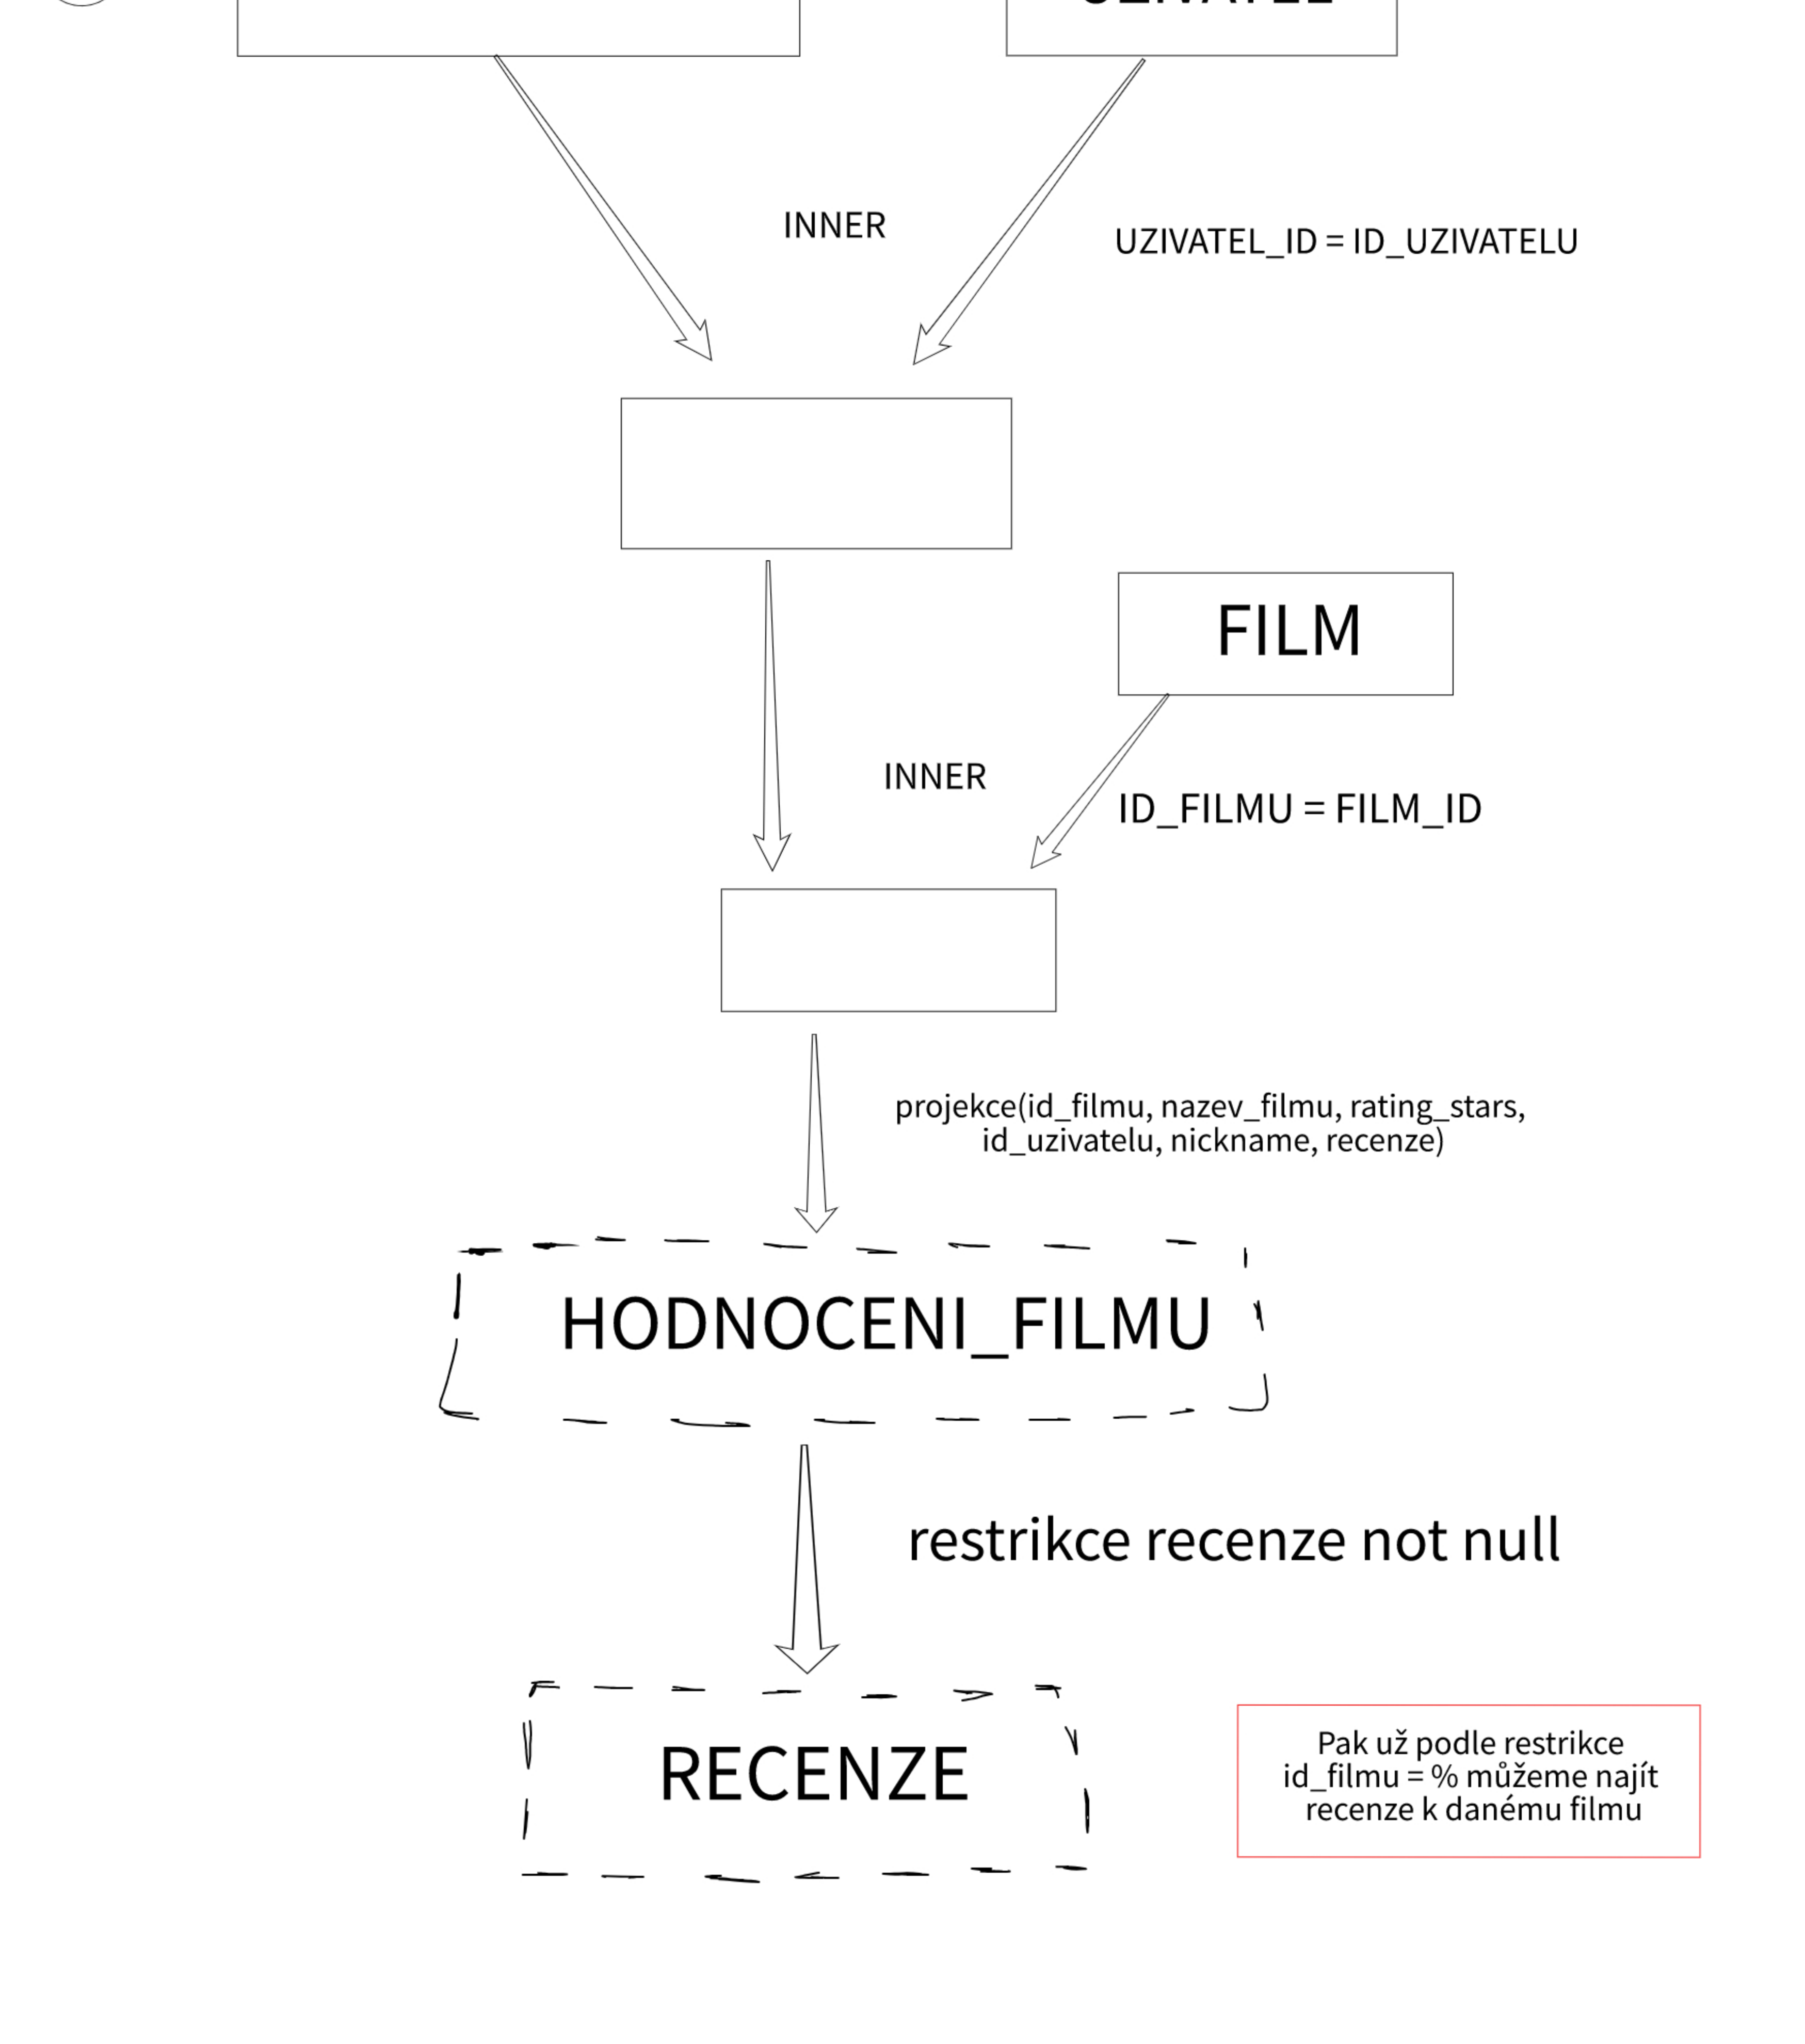 INNER
UZIVATEL_ID = ID_UZIVATELU
FILM
INNER
ID_FILMU = FILM_ID
projekce(id_filmu, nazev_filmu, rating_stars,
id_uzivatelu, nickname, recenze)
HODNOCENI_FILMU
restrikce recenze not null
RECENZE
Pak už podle restrikce
id_filmu = % můžeme najít
recenze k danému filmu